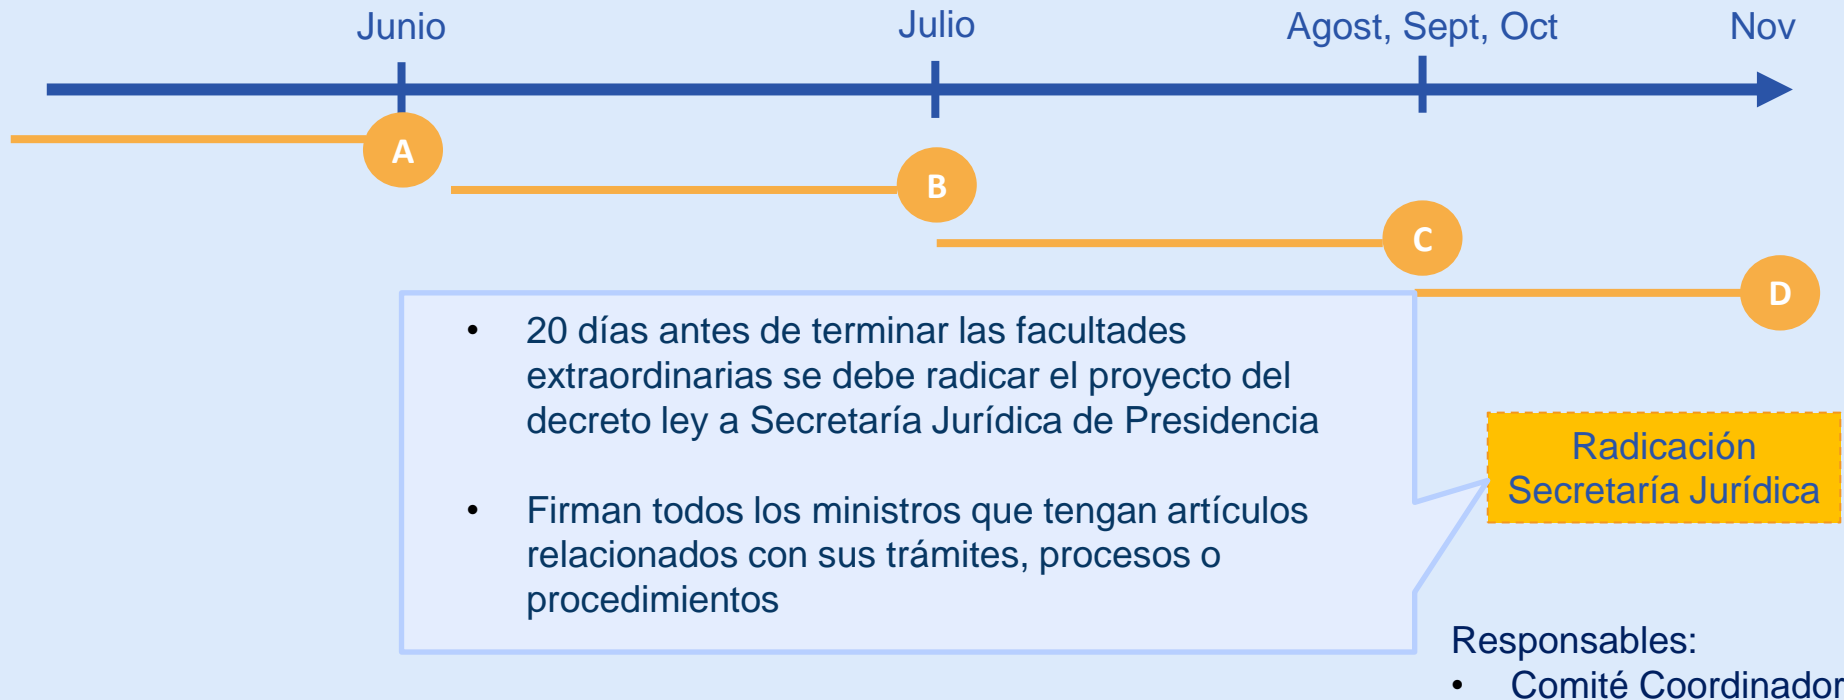 Junio
Julio
Agost, Sept, Oct
Nov
A
B
C
D
• 20 días antes de terminar las facultades
extraordinarias se debe radicar el proyecto del
decreto ley a Secretaría Jurídica de Presidencia
• Firman todos los ministros que tengan artículos
relacionados con sus trámites, procesos o
procedimientos
Radicación
Secretaría Jurídica
Responsables:
• Comité Coordinador